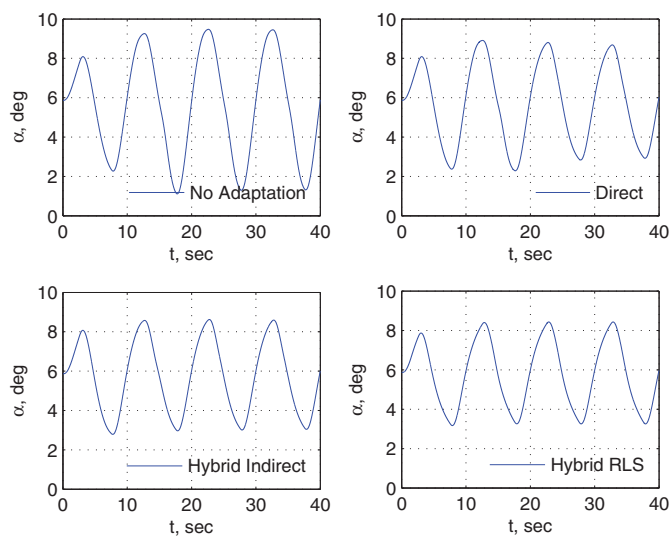 10
8
6
4
2
0
α, deg
No Adaptation
0 10 20 30 40
t, sec
10
8
6
4
2
0
α, deg
Direct
0 10 20 30 40
t, sec
10
8
6
4
2
0
α, deg
Hybrid Indirect
0 10 20 30 40
t, sec
10
8
6
4
2
0
α, deg
Hybrid RLS
0 10 20 30 40
t, sec